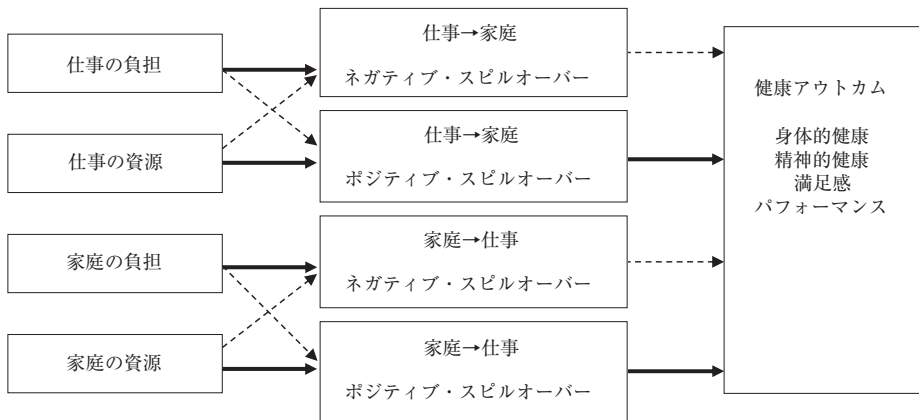 仕事の負担
仕事の資源
家庭の負担
家庭の資源
仕事→家庭
ネガティブ・スピルオーバー
仕事→家庭
ポジティブ・スピルオーバー
家庭→仕事
ネガティブ・スピルオーバー
家庭→仕事
ポジティブ・スピルオーバー
健康アウトカム
身体的健康
精神的健康
満足感
パフォーマンス